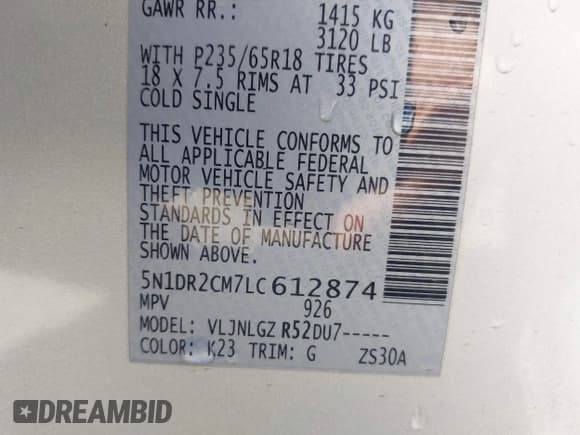 GAWR RR.: 1415 KG
3120 LB
WITH P235/65R18 TIRES
18 X 7.5 RIMS AT 33 PSI
COLD SINGLE
THIS VEHICLE CONFORMS TO
ALL APPLICABLE FEDERAL
MOTOR VEHICLE SAFETY AND
THEFT PREVENTION
STANDARDS IN EFFECT ON
THE DATE OF MANUFACTURE
SHOWN ABOVE.
5N1DR2CM7LC612874
MPV 926
MODEL: VLJNLGZ R52DU7-----
COLOR: K23 TRIM: G ZS30A
DREAMBID